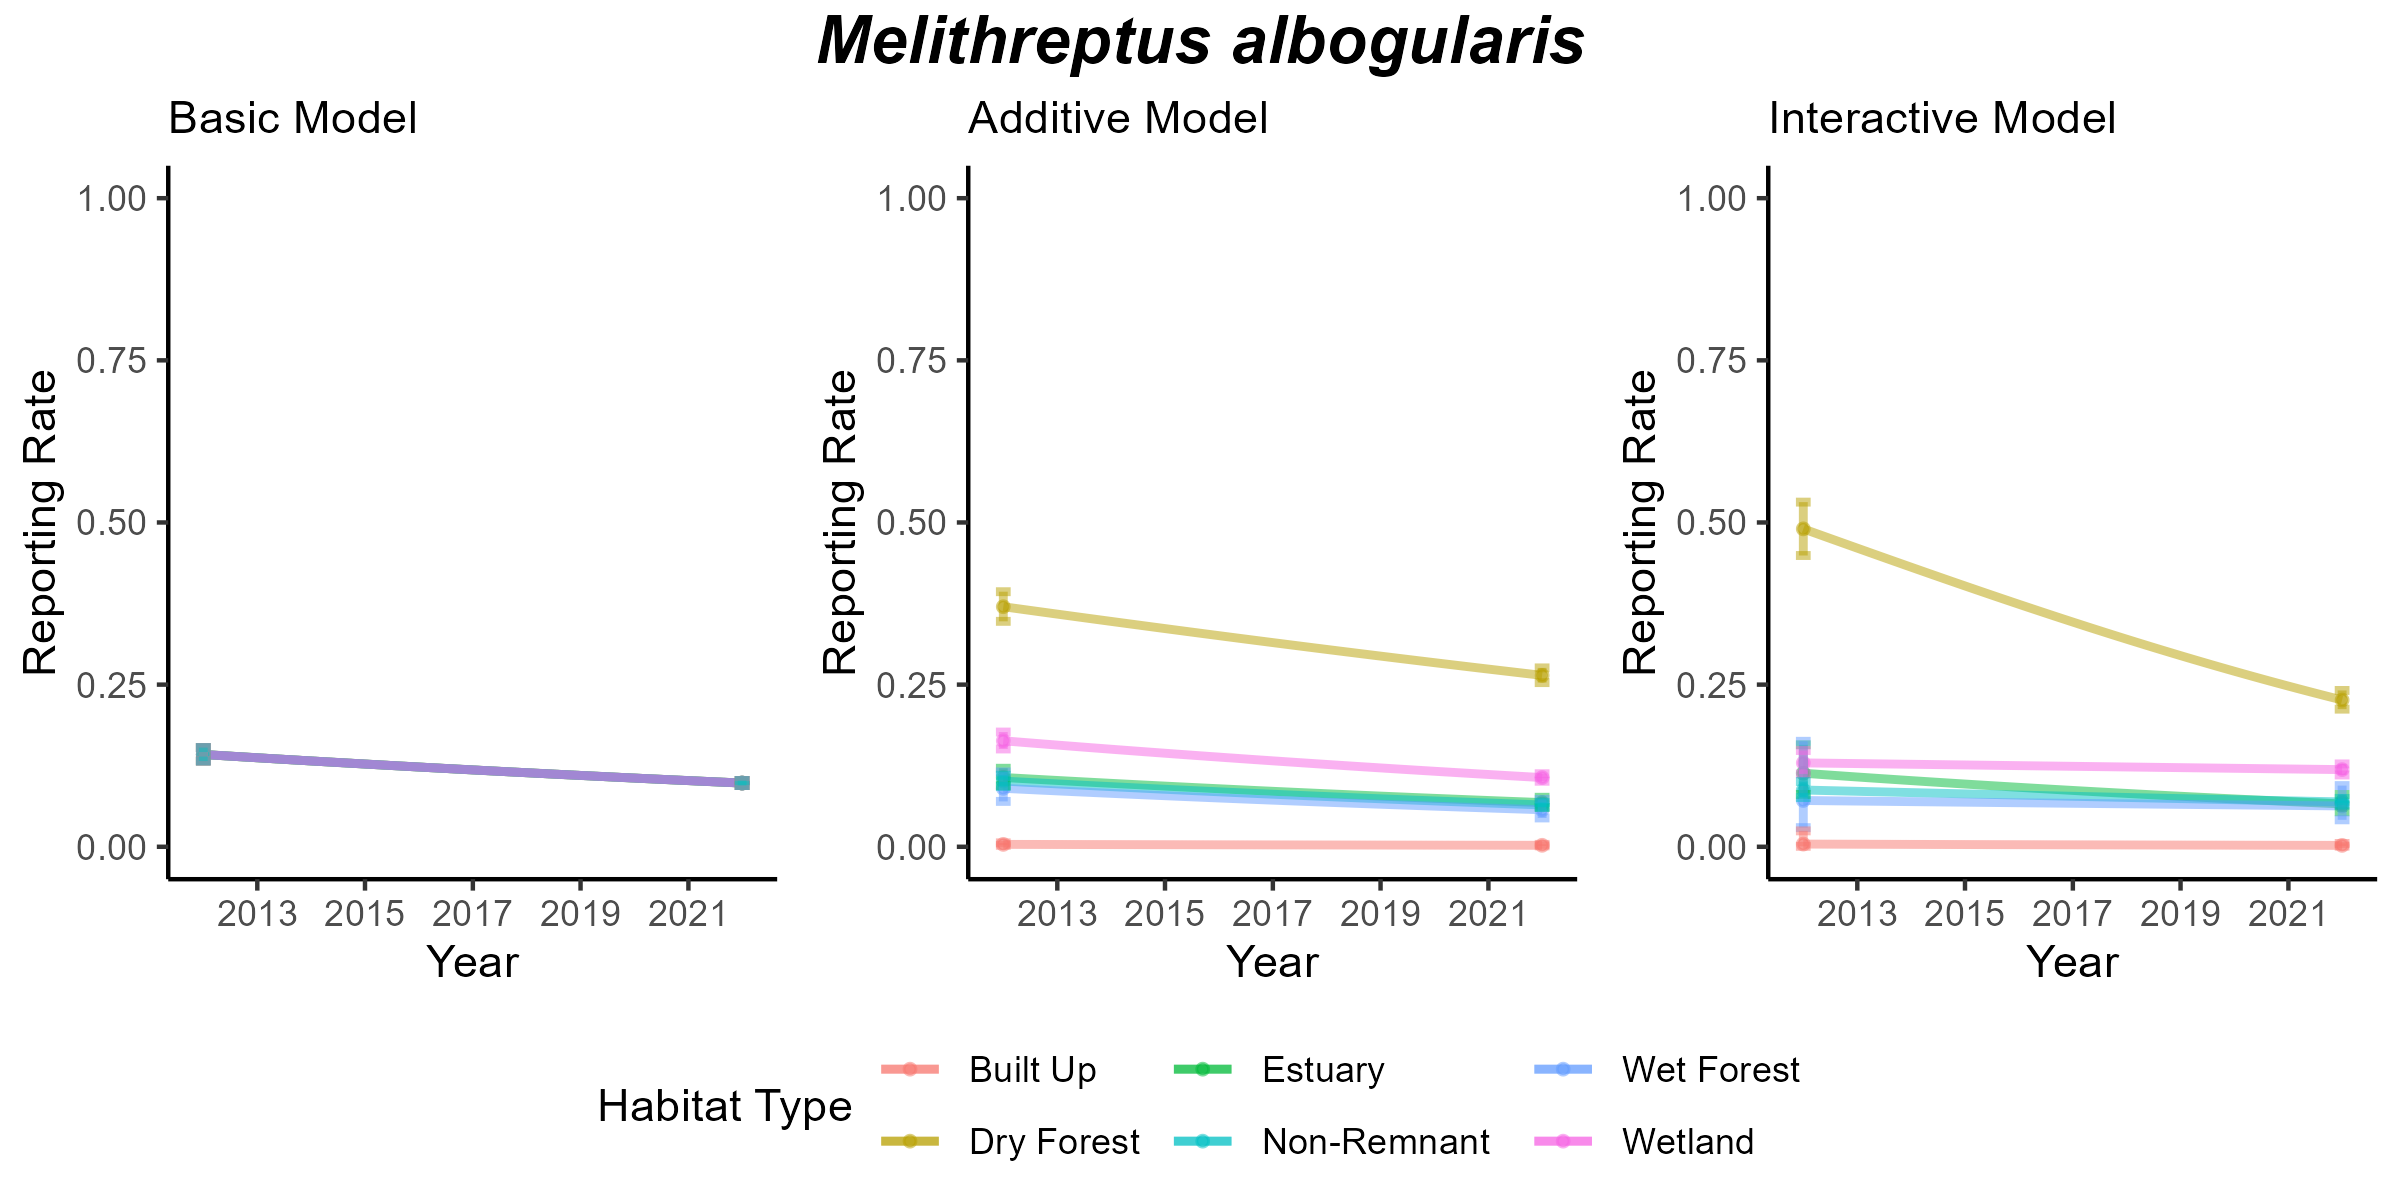 Melithreptus albogularis
Basic Model
Additive Model
Interactive Model
Reporting Rate
1.00
0.75
0.50
0.25
0.00
2013 2015 2017 2019 2021
Year
Reporting Rate
1.00
0.75
0.50
0.25
0.00
2013 2015 2017 2019 2021
Year
Reporting Rate
1.00
0.75
0.50
0.25
0.00
2013 2015 2017 2019 2021
Year
Habitat Type
Built Up
Estuary
Wet Forest
Dry Forest
Non-Remnant
Wetland